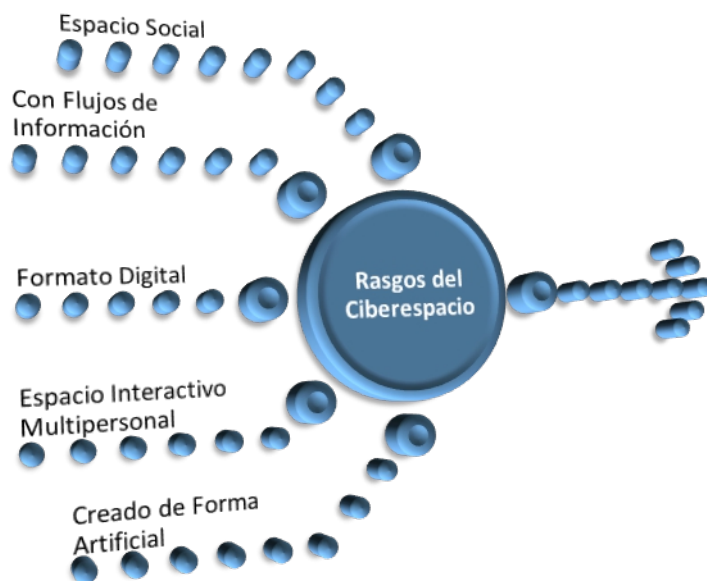 Espacio Social
Con Flujos de
Información
Formato Digital
Espacio Interactivo
Multipersonal
Creado de Forma
Artificial
Rasgos del
Ciberespacio